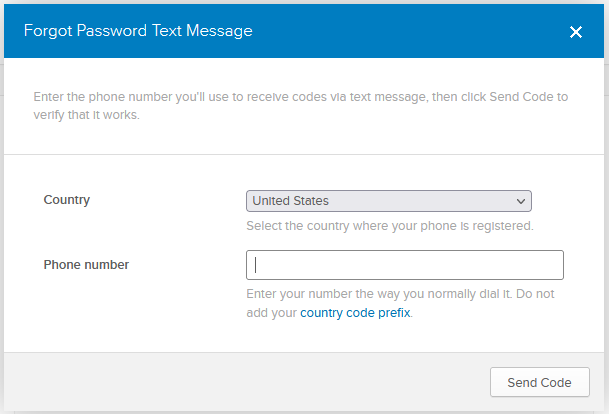 Forgot Password Text Message
Enter the phone number you'll use to receive codes via text message, then click Send Code to
verify that it works.
Country
United States
Select the country where your phone is registered.
Phone number
Enter your number the way you normally dial it. Do not
add your country code prefix.
Send Code